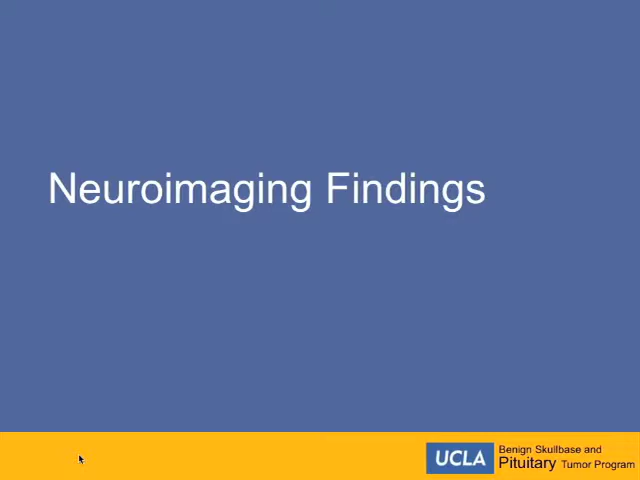 Neuroimaging Findings
UCLA
Benign Skullbase and
Pituitary Tumor Program